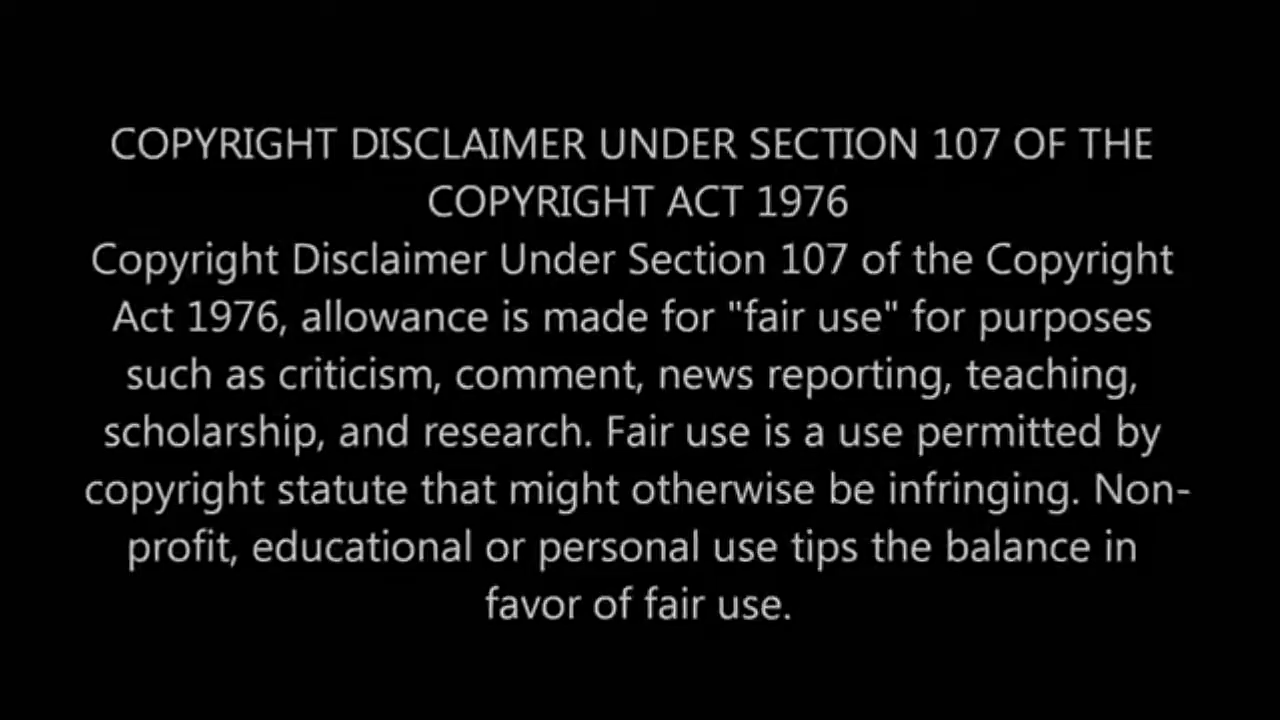 COPYRIGHT DISCLAIMER UNDER SECTION 107 OF THE
COPYRIGHT ACT 1976
Copyright Disclaimer Under Section 107 of the Copyright
Act 1976, allowance is made for "fair use" for purposes
such as criticism, comment, news reporting, teaching,
scholarship, and research. Fair use is a use permitted by
copyright statute that might otherwise be infringing. Non-
profit, educational or personal use tips the balance in
favor of fair use.